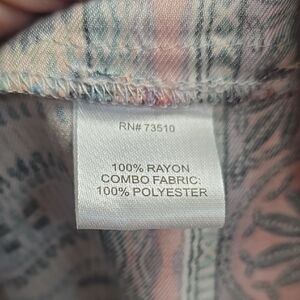 RN# 73510
100% RAYON
COMBO FABRIC:
100% POLYESTER